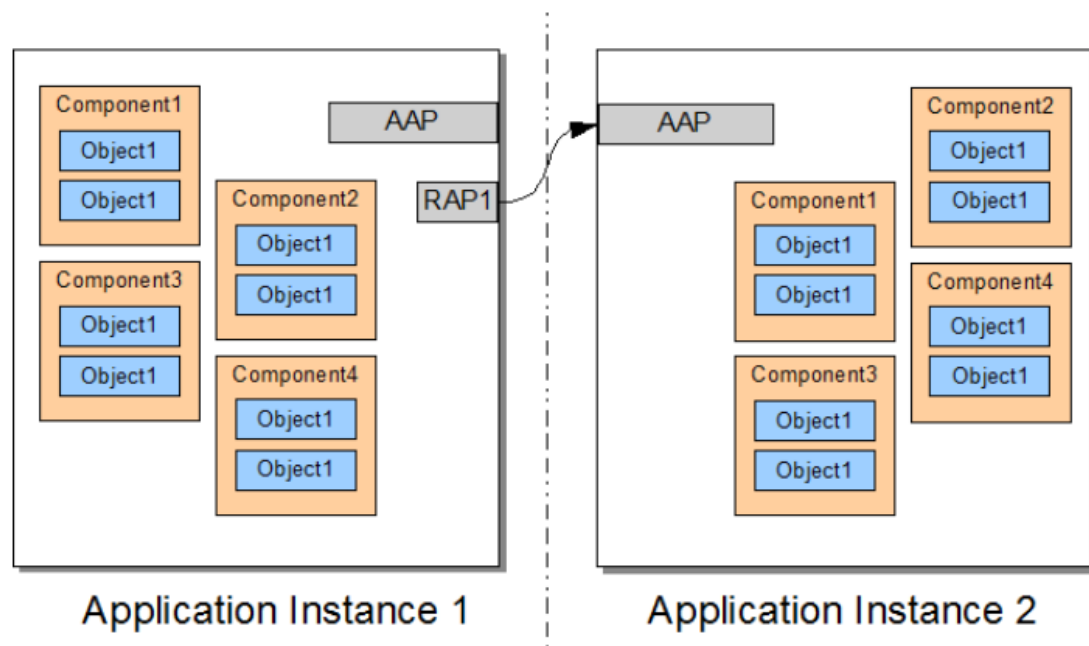 Component1
Object1
Object1
Component3
Object1
Object1
Component2
Object1
Object1
Component4
Object1
Object1
AAP
RAP1
Application Instance 1
AAP
Component1
Object1
Object1
Component3
Object1
Object1
Component2
Object1
Object1
Component4
Object1
Object1
Application Instance 2